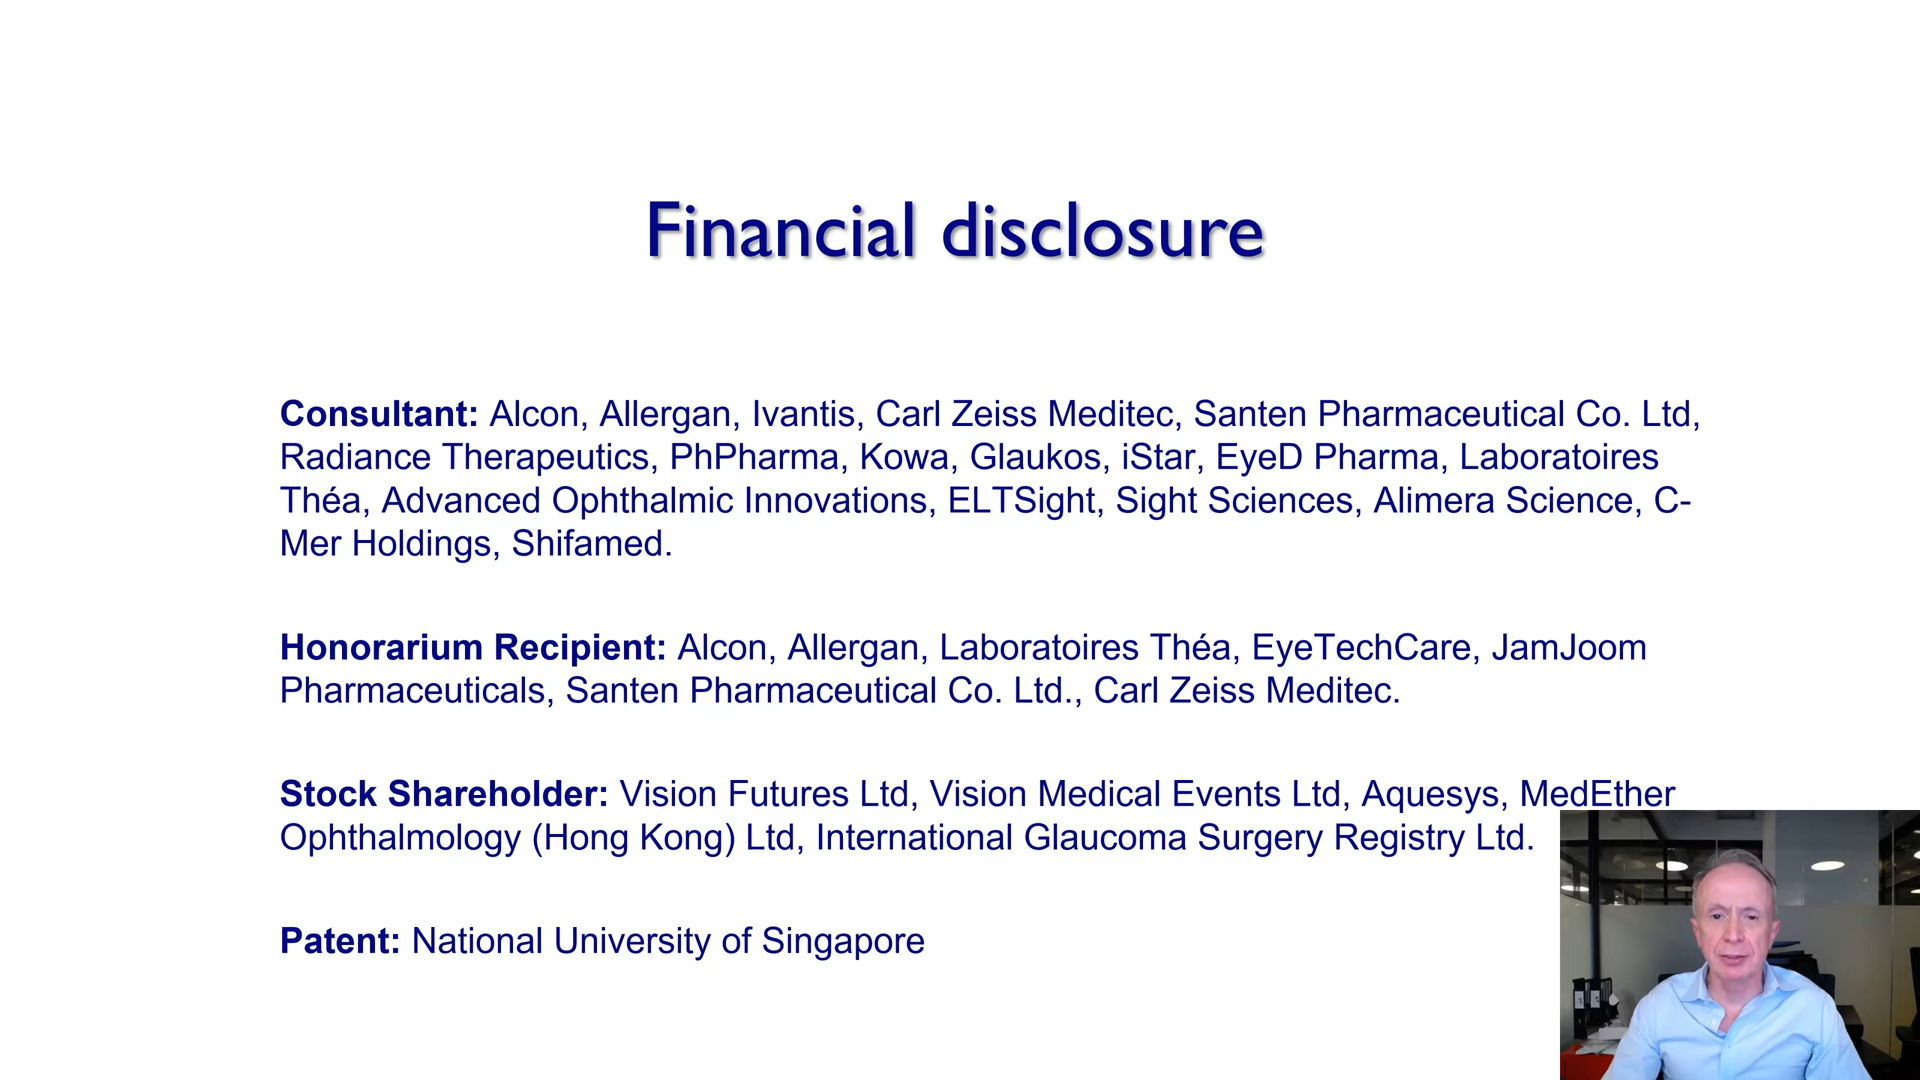 Financial disclosure
Consultant: Alcon, Allergan, Ivantis, Carl Zeiss Meditec, Santen Pharmaceutical Co. Ltd,
Radiance Therapeutics, PhPharma, Kowa, Glaukos, iStar, EyeD Pharma, Laboratoires
Théa, Advanced Ophthalmic Innovations, ELTSight, Sight Sciences, Alimera Science, C-
Mer Holdings, Shifamed.
Honorarium Recipient: Alcon, Allergan, Laboratoires Théa, EyeTechCare, JamJoom
Pharmaceuticals, Santen Pharmaceutical Co. Ltd., Carl Zeiss Meditec.
Stock Shareholder: Vision Futures Ltd, Vision Medical Events Ltd, Aquesys, MedEther
Ophthalmology (Hong Kong) Ltd, International Glaucoma Surgery Registry Ltd.
Patent: National University of Singapore